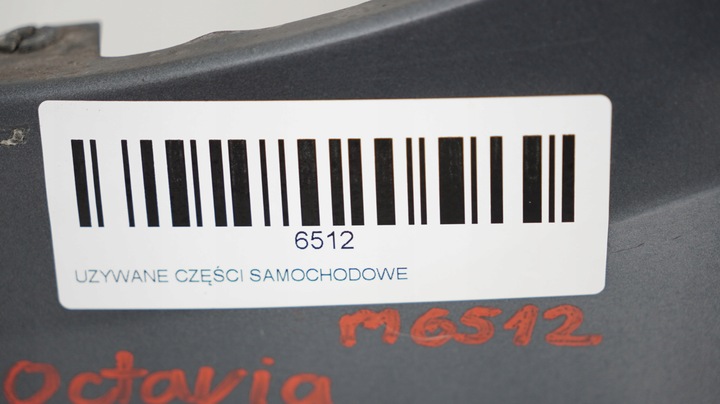 6512
UZYWANE CZĘŚCI SAMOCHODOWE
M6512
Octavia